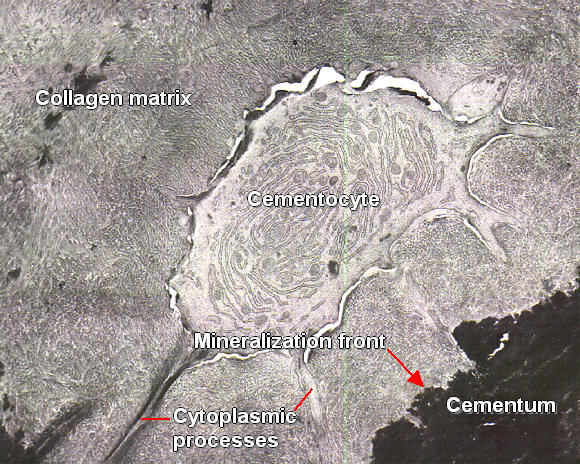 Collagen matrix
Cementocyte
Mineralization front
Cementum
Cytoplasmic
processes